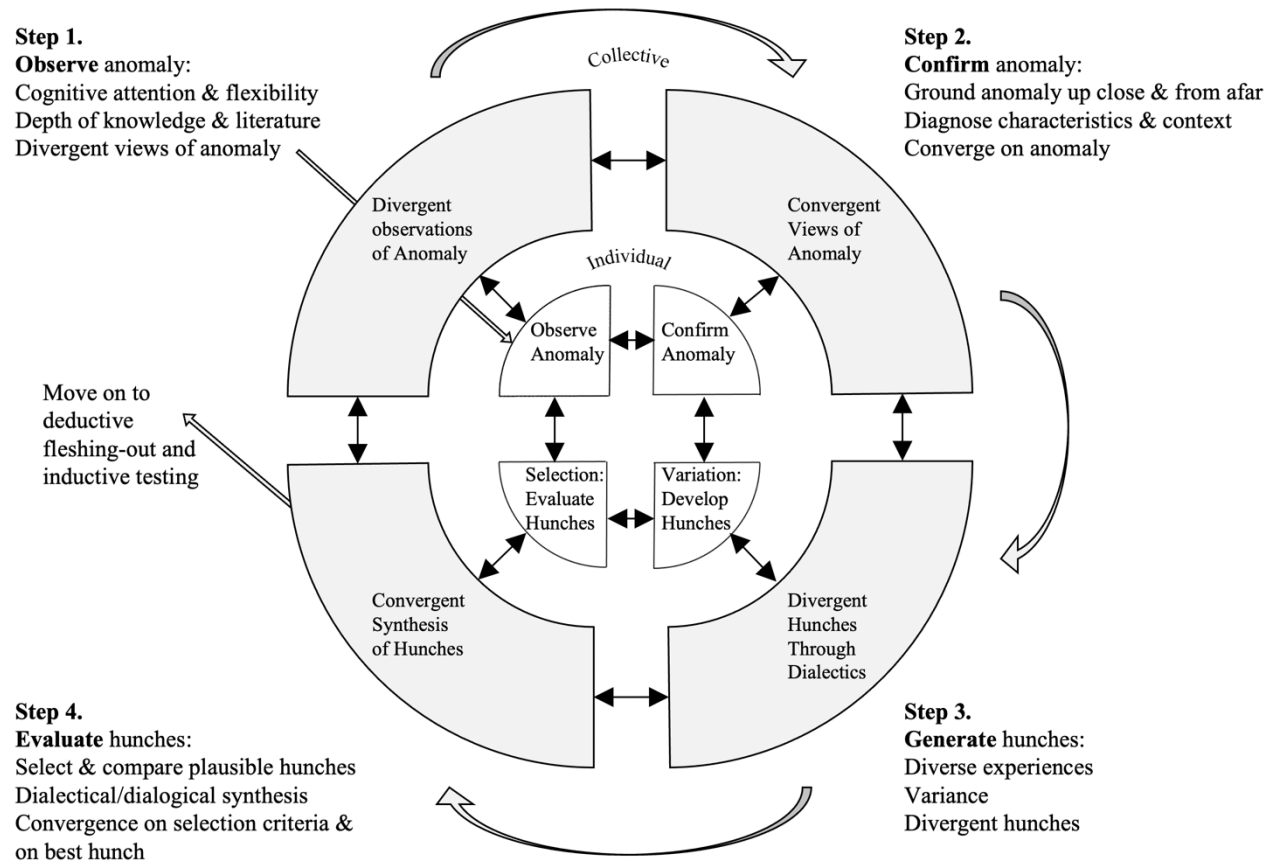 Step 1.
Observe anomaly:
Cognitive attention & flexibility
Depth of knowledge & literature
Divergent views of anomaly
Collective
Step 2.
Confirm anomaly:
Ground anomaly up close & from afar
Diagnose characteristics & context
Converge on anomaly
Divergent
observations
of Anomaly
Convergent
Views of
Anomaly
Individual
Observe
Anomaly
Confirm
Anomaly
Move on to
deductive
fleshing-out and
inductive testing
Selection:
Evaluate
Hunches
Variation:
Develop
Hunches
Convergent
Synthesis
of Hunches
Divergent
Hunches
Through
Dialectics
Step 4.
Evaluate hunches:
Select & compare plausible hunches
Dialectical/dialogical synthesis
Convergence on selection criteria &
on best hunch
Step 3.
Generate hunches:
Diverse experiences
Variance
Divergent hunches